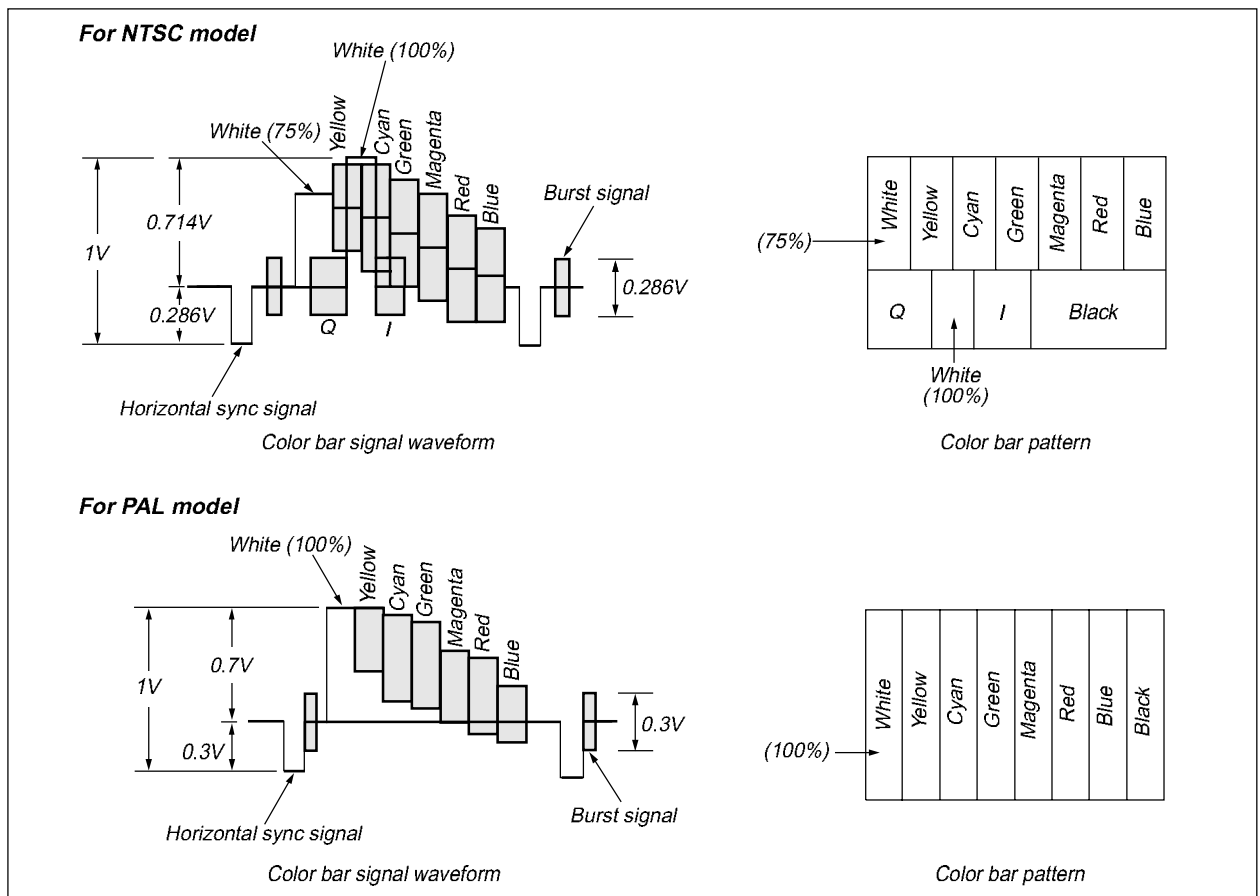 For NTSC model
White (100%)
White (75%)
Yellow
Cyan
Green
Magenta
Red
Blue
Burst signal
1V
0.714V
0.286V
0.286V
Q
I
Horizontal sync signal
Color bar signal waveform
White
Yellow
Cyan
Green
Magenta
Red
Blue
(75%)
Q
I
Black
White
(100%)
Color bar pattern
For PAL model
White (100%)
Yellow
Cyan
Green
Magenta
Red
Blue
1V
0.7V
0.3V
0.3V
Burst signal
Horizontal sync signal
Color bar signal waveform
White
Yellow
Cyan
Green
Magenta
Red
Blue
Black
(100%)
Color bar pattern